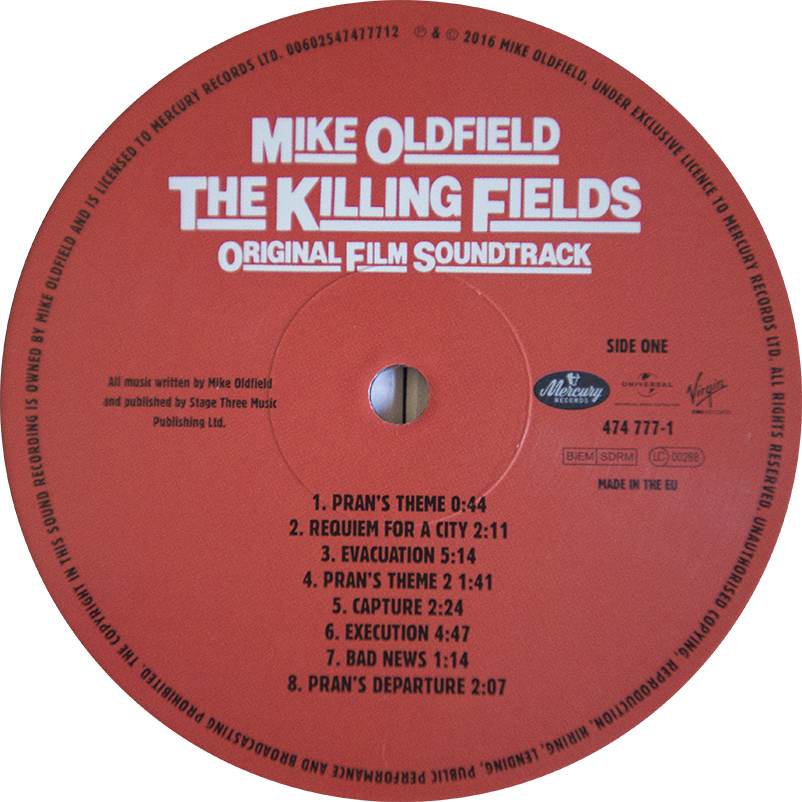 MIKE OLDFIELD
THE KILLING FIELDS
ORIGINAL FILM SOUNDTRACK
SIDE ONE
All music written by Mike Oldfield
and published by Stage Three Music
Publishing Ltd.
Mercury
RECORDS
UNIVERSAL
Virgin
474 777-1
BIEM SDRM
LC 00268
MADE IN THE EU
1. PRAN'S THEME 0:44
2. REQUIEM FOR A CITY 2:11
3. EVACUATION 5:14
4. PRAN'S THEME 2 1:41
5. CAPTURE 2:24
6. EXECUTION 4:47
7. BAD NEWS 1:14
8. PRAN'S DEPARTURE 2:07
THE COPYRIGHT IN THIS SOUND RECORDING IS OWNED BY MIKE OLDFIELD AND IS LICENSED TO MERCURY RECORDS LTD. 00602547477712 ℗ & © 2016 MIKE OLDFIELD, UNDER EXCLUSIVE LICENCE TO MERCURY RECORDS LTD. ALL RIGHTS RESERVED. UNAUTHORISED COPYING, REPRODUCTION, HIRING, LENDING, PUBLIC PERFORMANCE AND BROADCASTING PROHIBITED.